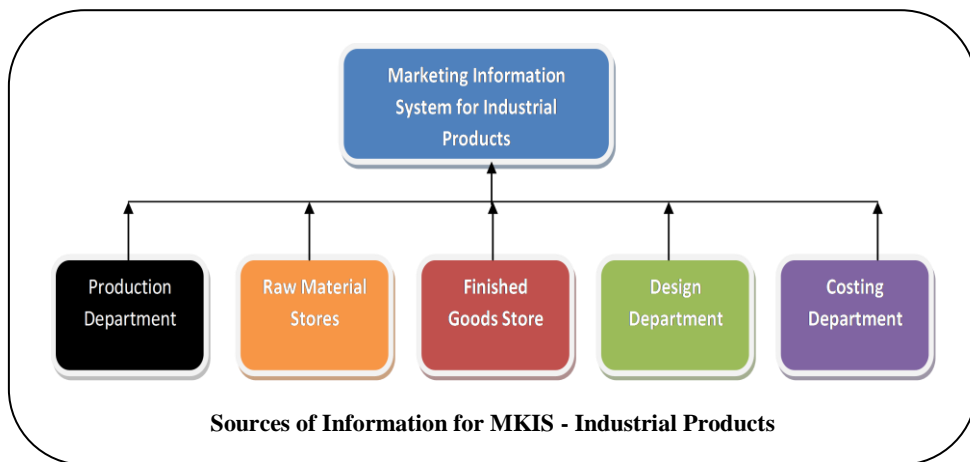 Marketing Information
System for Industrial
Products
Production
Department
Raw Material
Stores
Finished
Goods Store
Design
Department
Costing
Department
Sources of Information for MKIS - Industrial Products